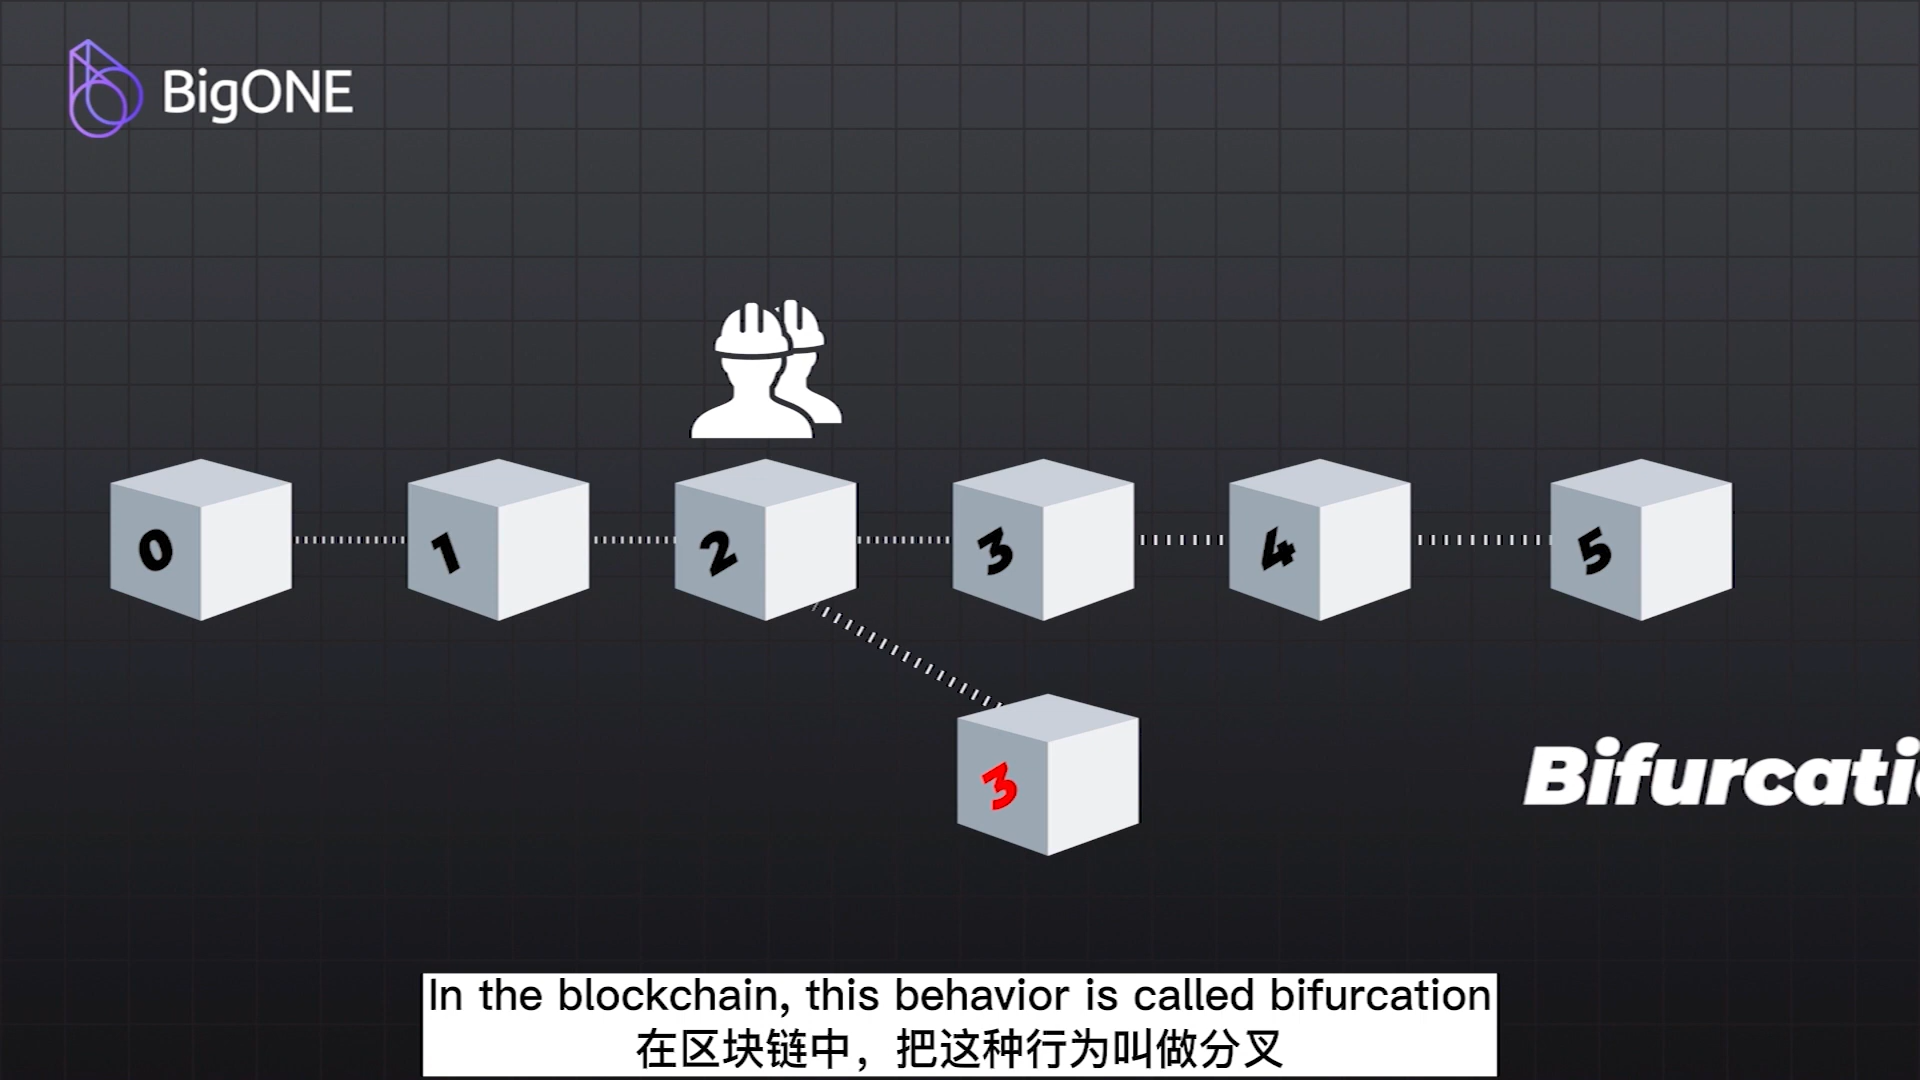 BigONE
0 1 2 3 4 5
3
Bifurcati
In the blockchain, this behavior is called bifurcation
在区块链中，把这种行为叫做分叉